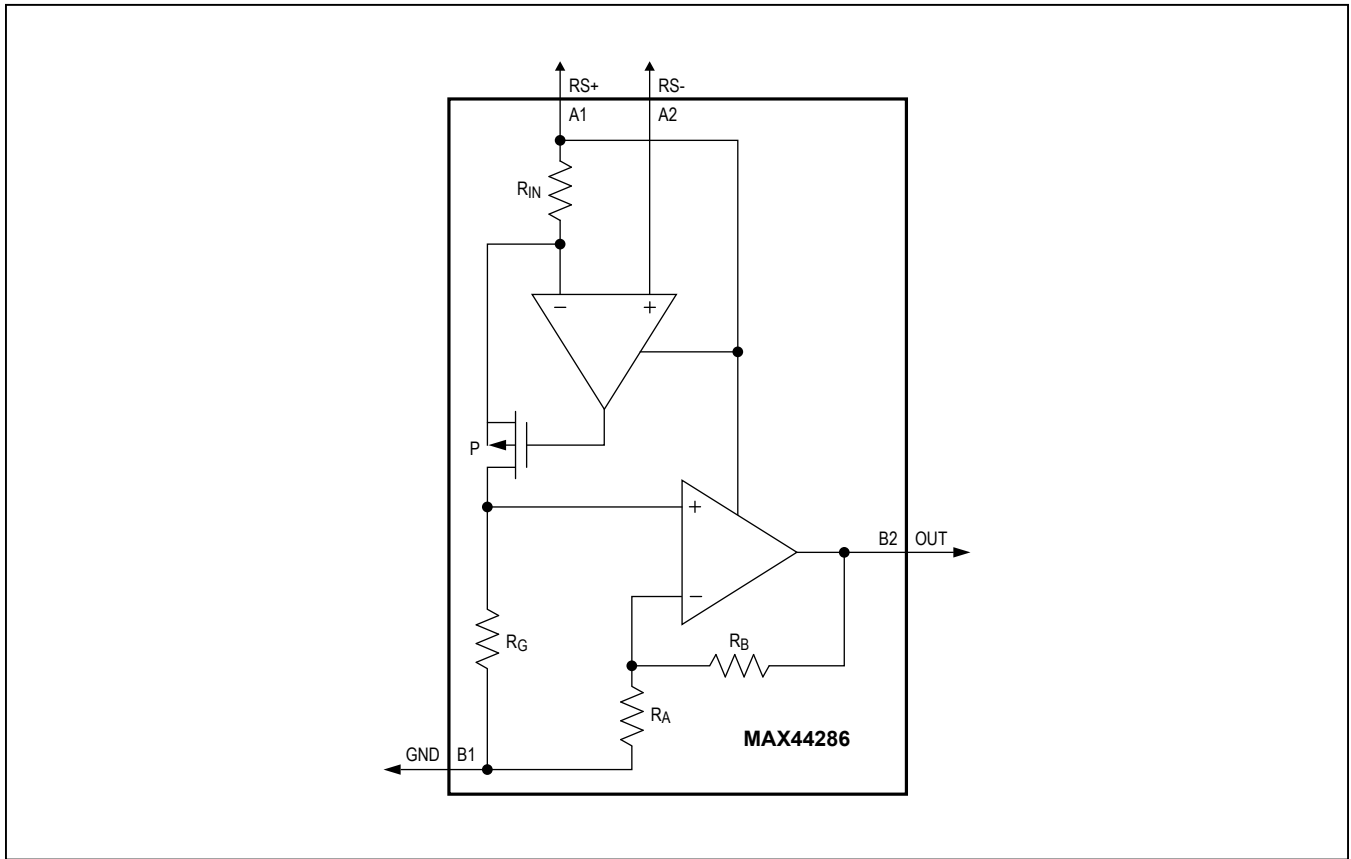 RS+ RS-
A1 A2
RIN
− +
P
+
B2 OUT
−
RG
RB
RA
MAX44286
GND B1